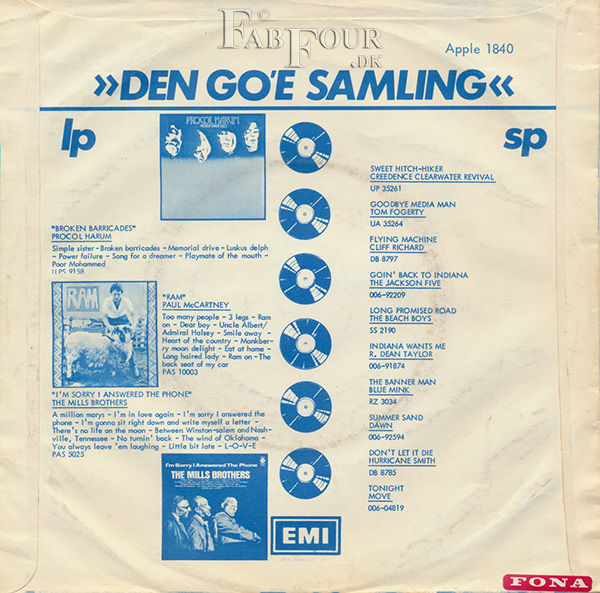 ©
FAB FOUR
.DK
Apple 1840
»DEN GO'E SAMLING«
lp
sp
PROCOL HARUM
BROKEN BARRICADES
"BROKEN BARRICADES"
PROCOL HARUM
Simple sister - Broken barricades - Memorial drive - Luskus delph
- Power failure - Song for a dreamer - Playmate of the mouth -
Poor Mohammed
ILPS 9158
RAM
"RAM"
PAUL McCARTNEY
Too many people - 3 legs - Ram
on - Dear boy - Uncle Albert/
Admiral Halsey - Smile away -
Heart of the country - Monkber-
ry moon delight - Eat at home -
Long haired lady - Ram on - The
back seat of my car
PAS 10003
"I'M SORRY I ANSWERED THE PHONE"
THE MILLS BROTHERS
A million marys - I'm in love again - I'm sorry I answered the
phone - I'm gonna sit right down and write myself a letter -
There's no life on the moon - Between Winston-salem and Nash-
ville, Tennessee - No turnin' back - The wind of Oklahoma -
You always leave 'em laughing - Little bit late - L-O-V-E
PAS 5025
I'm Sorry I Answered The Phone
THE MILLS BROTHERS
SWEET HITCH-HIKER
CREEDENCE CLEARWATER REVIVAL
UP 35261
GOODBYE MEDIA MAN
TOM FOGERTY
UA 35264
FLYING MACHINE
CLIFF RICHARD
DB 8797
GOIN' BACK TO INDIANA
THE JACKSON FIVE
006-92209
LONG PROMISED ROAD
THE BEACH BOYS
SS 2190
INDIANA WANTS ME
R. DEAN TAYLOR
006-91874
THE BANNER MAN
BLUE MINK
RZ 3034
SUMMER SAND
DAWN
006-92594
DON'T LET IT DIE
HURRICANE SMITH
DB 8785
TONIGHT
MOVE
006-04819
EMI
FONA